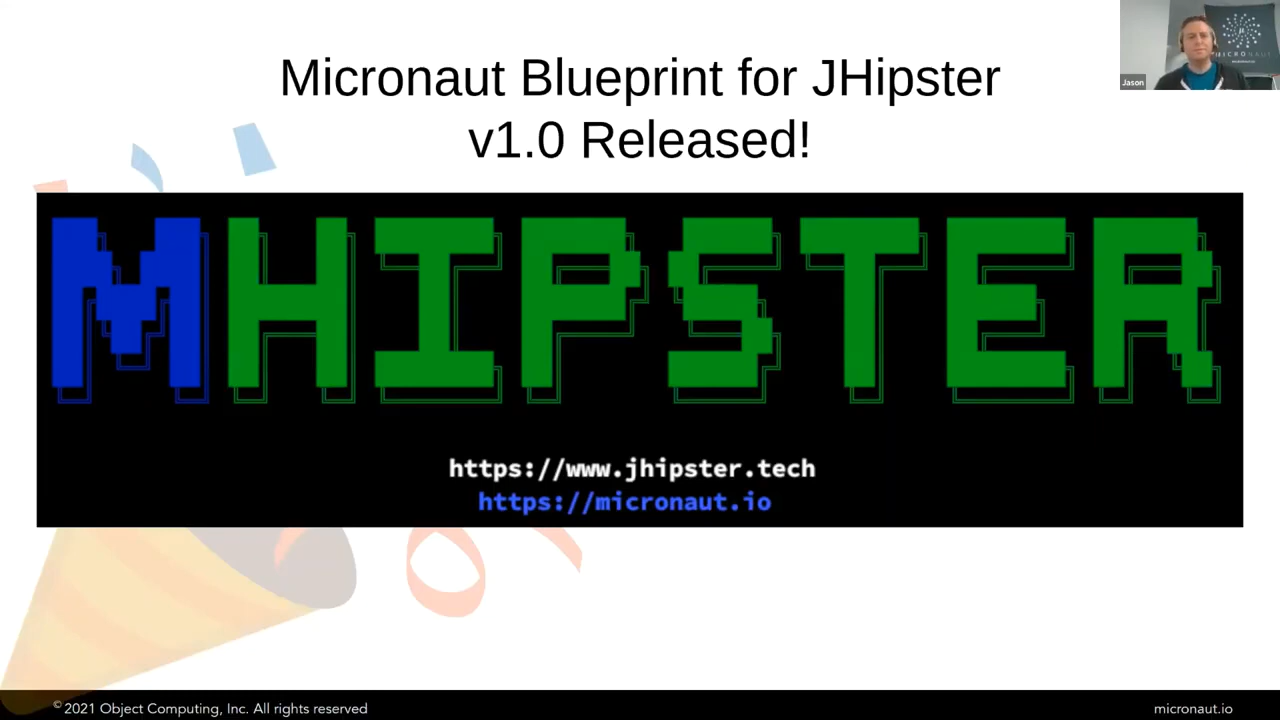 Micronaut Blueprint for JHipster
v1.0 Released!
Jason
MICRONAUT
MHIPSTER
https://www.jhipster.tech
https://micronaut.io
©2021 Object Computing, Inc. All rights reserved
micronaut.io